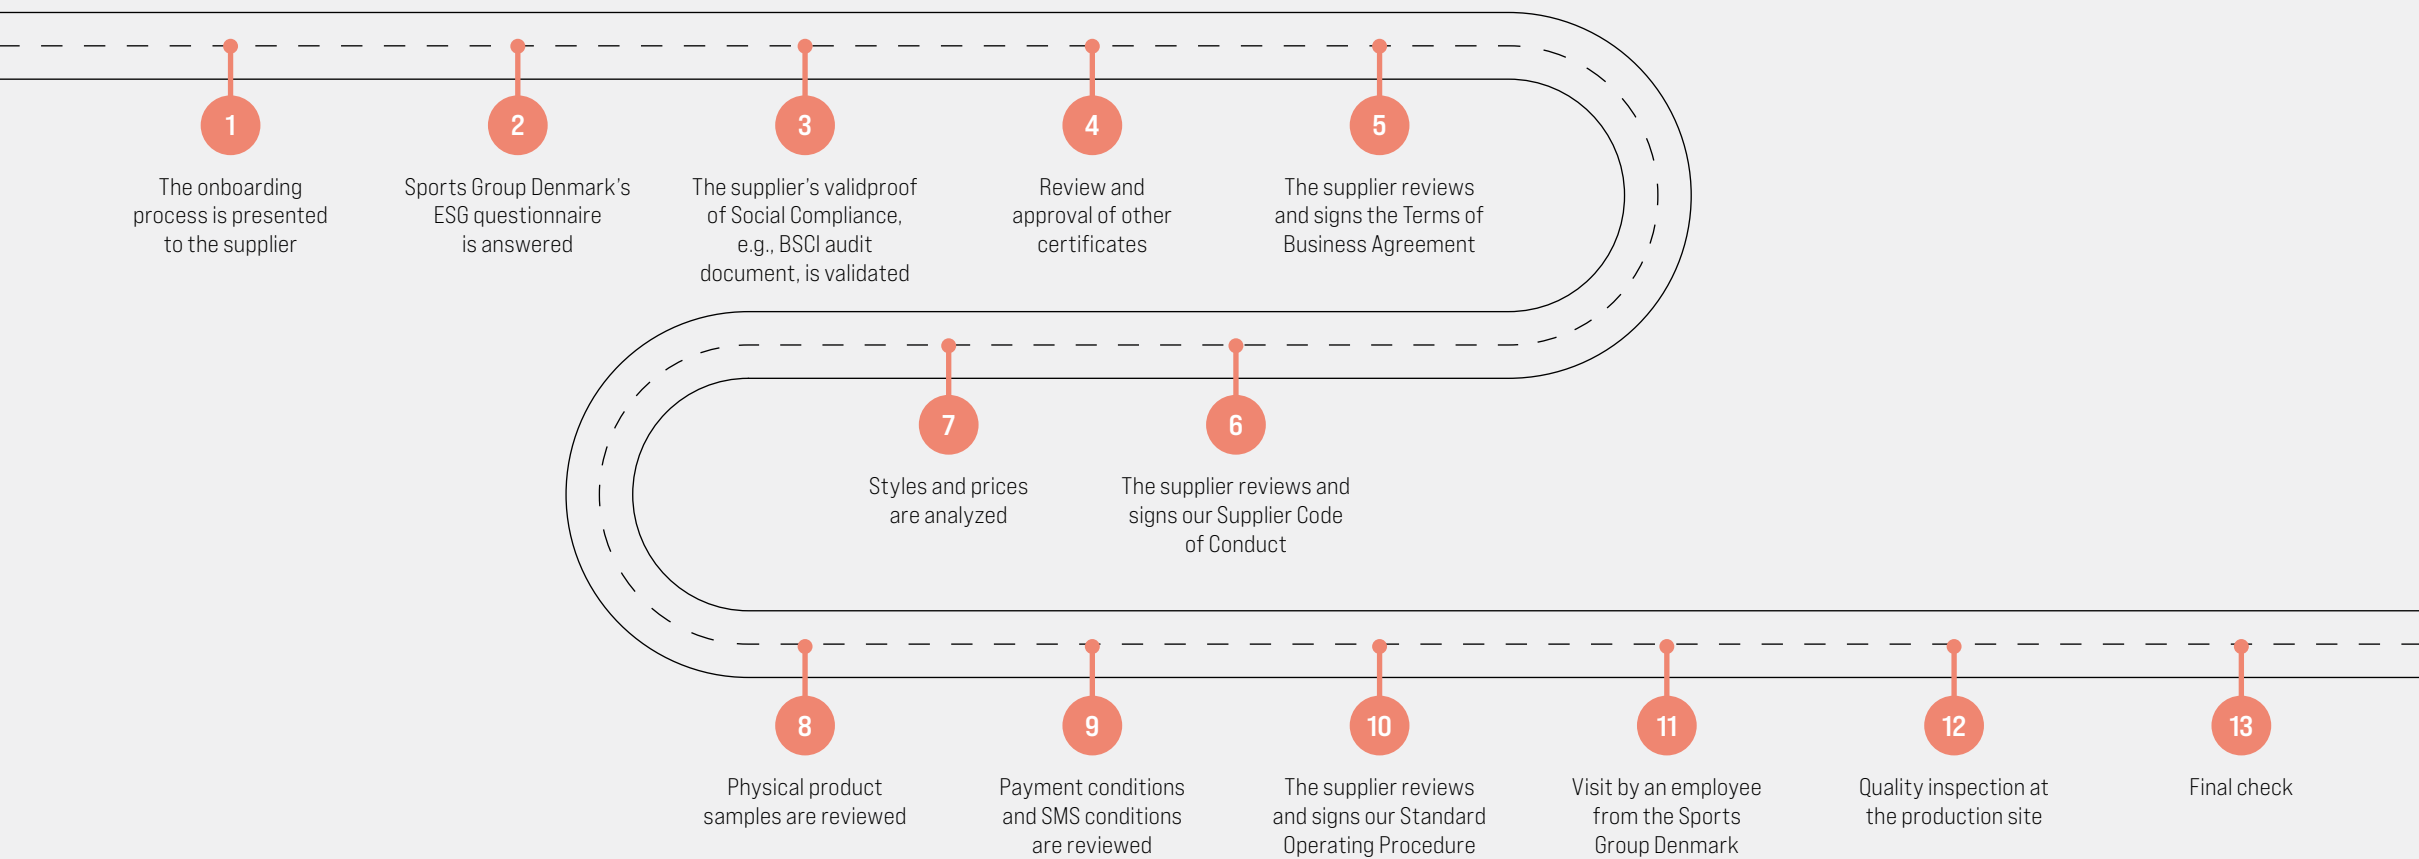 1
The onboarding
process is presented
to the supplier
2
Sports Group Denmark's
ESG questionnaire
is answered
3
The supplier's validproof
of Social Compliance,
e.g., BSCI audit
document, is validated
4
Review and
approval of other
certificates
5
The supplier reviews
and signs the Terms of
Business Agreement
6
The supplier reviews and
signs our Supplier Code
of Conduct
7
Styles and prices
are analyzed
8
Physical product
samples are reviewed
9
Payment conditions
and SMS conditions
are reviewed
10
The supplier reviews
and signs our Standard
Operating Procedure
11
Visit by an employee
from the Sports
Group Denmark
12
Quality inspection at
the production site
13
Final check